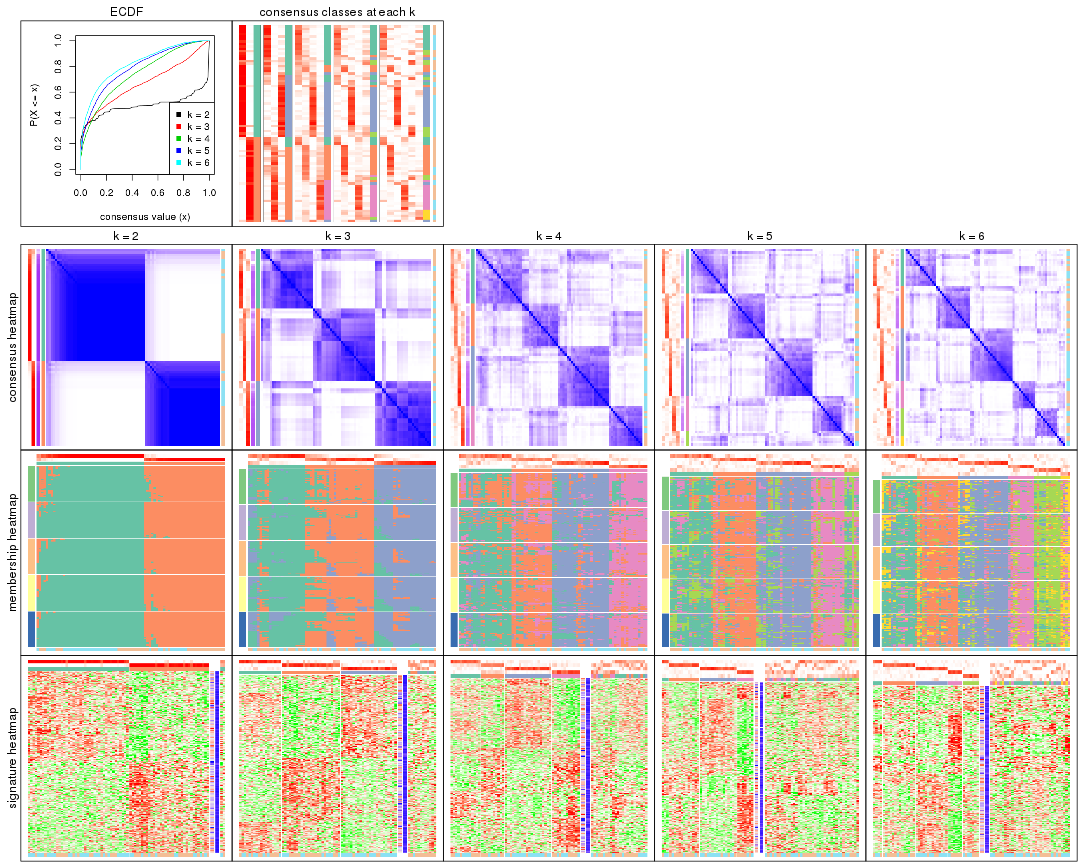 ECDF
consensus classes at each k
P(X <= x)
0.0 0.2 0.4 0.6 0.8 1.0
k = 2
k = 3
k = 4
k = 5
k = 6
0.0 0.2 0.4 0.6 0.8 1.0
consensus value (x)
k = 2 k = 3 k = 4 k = 5 k = 6
consensus heatmap
membership heatmap
signature heatmap